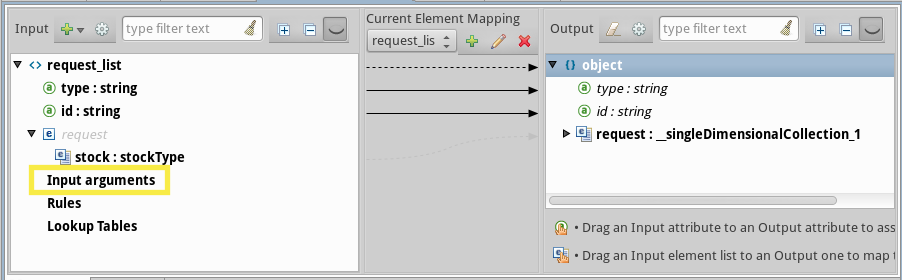 Input
type filter text
Current Element Mapping
request_lis
Output
type filter text
request_list
type : string
id : string
request
stock : stockType
Input arguments
Rules
Lookup Tables
object
type : string
id : string
request : __singleDimensionalCollection_1
• Drag an Input attribute to an Output attribute to ass
• Drag an Input element list to an Output one to map t